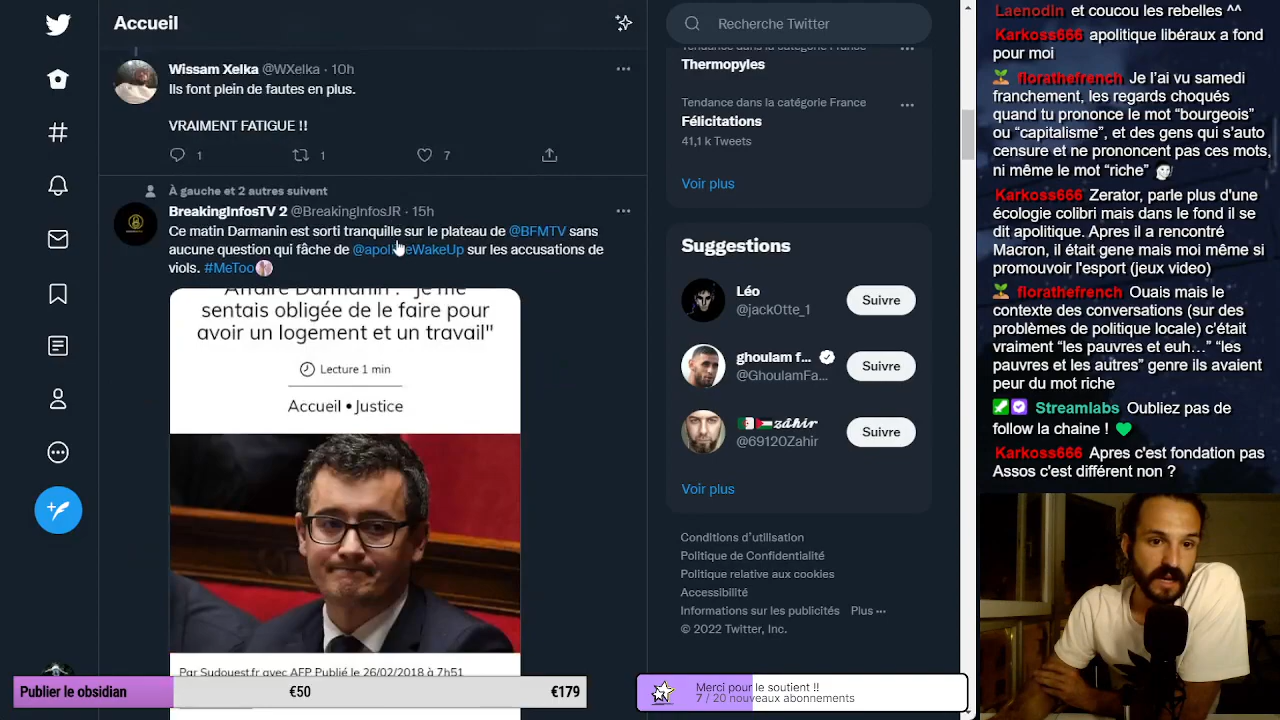 Accueil
Wissam Xelka @WXelka · 10h
Ils font plein de fautes en plus.
VRAIMENT FATIGUE !!
1
1
7
À gauche et 2 autres suivent
BreakingInfosTV 2 @BreakingInfosJR · 15h
Ce matin Darmanin est sorti tranquille sur le plateau de @BFMTV sans
aucune question qui fâche de sur les accusations de
viols. #MeToo
Affaire Darmanin : "je me
sentais obligée de le faire pour
avoir un logement et un travail"
Lecture 1 min
Accueil • Justice
Par Sudouest.fr avec AFP Publié le 26/02/2018 à 7h51
Publier le obsidian
€50
€179
Recherche Twitter
Tendance dans la catégorie France
Thermopyles
Tendance dans la catégorie France
Félicitations
41,1 k Tweets
Voir plus
Suggestions
Léo
@jack0tte_1
Suivre
ghoulam f...
@GhoulamFa...
Suivre
𝔃𝓪́𝓱𝓲𝓻
@69120Zahir
Suivre
Voir plus
Conditions d’utilisation
Politique de Confidentialité
Politique relative aux cookies
Accessibilité
Informations sur les publicités Plus ···
© 2022 Twitter, Inc.
Merci pour le soutient !!
7 / 20 nouveaux abonnements
Laenodin et coucou les rebelles ^^
Karkoss666 apolitique libéraux a fond
pour moi
florathefrench Je l’ai vu samedi
franchement, les regards choqués
quand tu prononce le mot “bourgeois”
ou “capitalisme”, et des gens qui s’auto
censure et ne prononcent pas ces mots,
ni même le mot “riche”
Karkoss666 Zerator, parle plus d'une
écologie colibri mais dans le fond il se
dit apolitique. Apres il a rencontré
Macron, il était gene mais moi même si
promouvoir l'esport (jeux video)
florathefrench Ouais mais le
contexte des conversations (sur des
problèmes de politique locale) c’était
vraiment “les pauvres et euh…” “les
pauvres et les autres” genre ils avaient
peur du mot riche
Streamlabs Oubliez pas de
follow la chaine !
Karkoss666 Apres c'est fondation pas
Assos c'est différent non ?